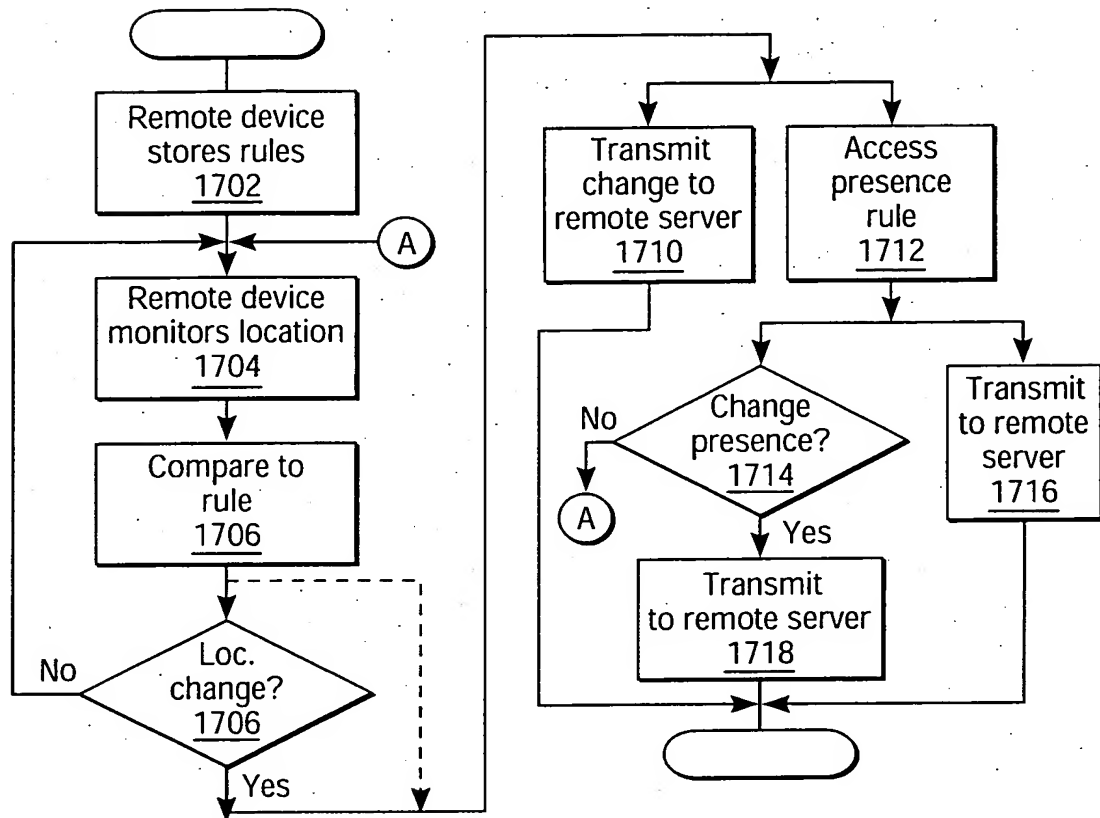 Remote device
stores rules
1702
A
Remote device
monitors location
1704
Compare to
rule
1706
No
Loc.
change?
1706
Yes
Transmit
change to
remote server
1710
Access
presence
rule
1712
No
Change
presence?
1714
A
Yes
Transmit
to remote
server
1716
Transmit
to remote server
1718